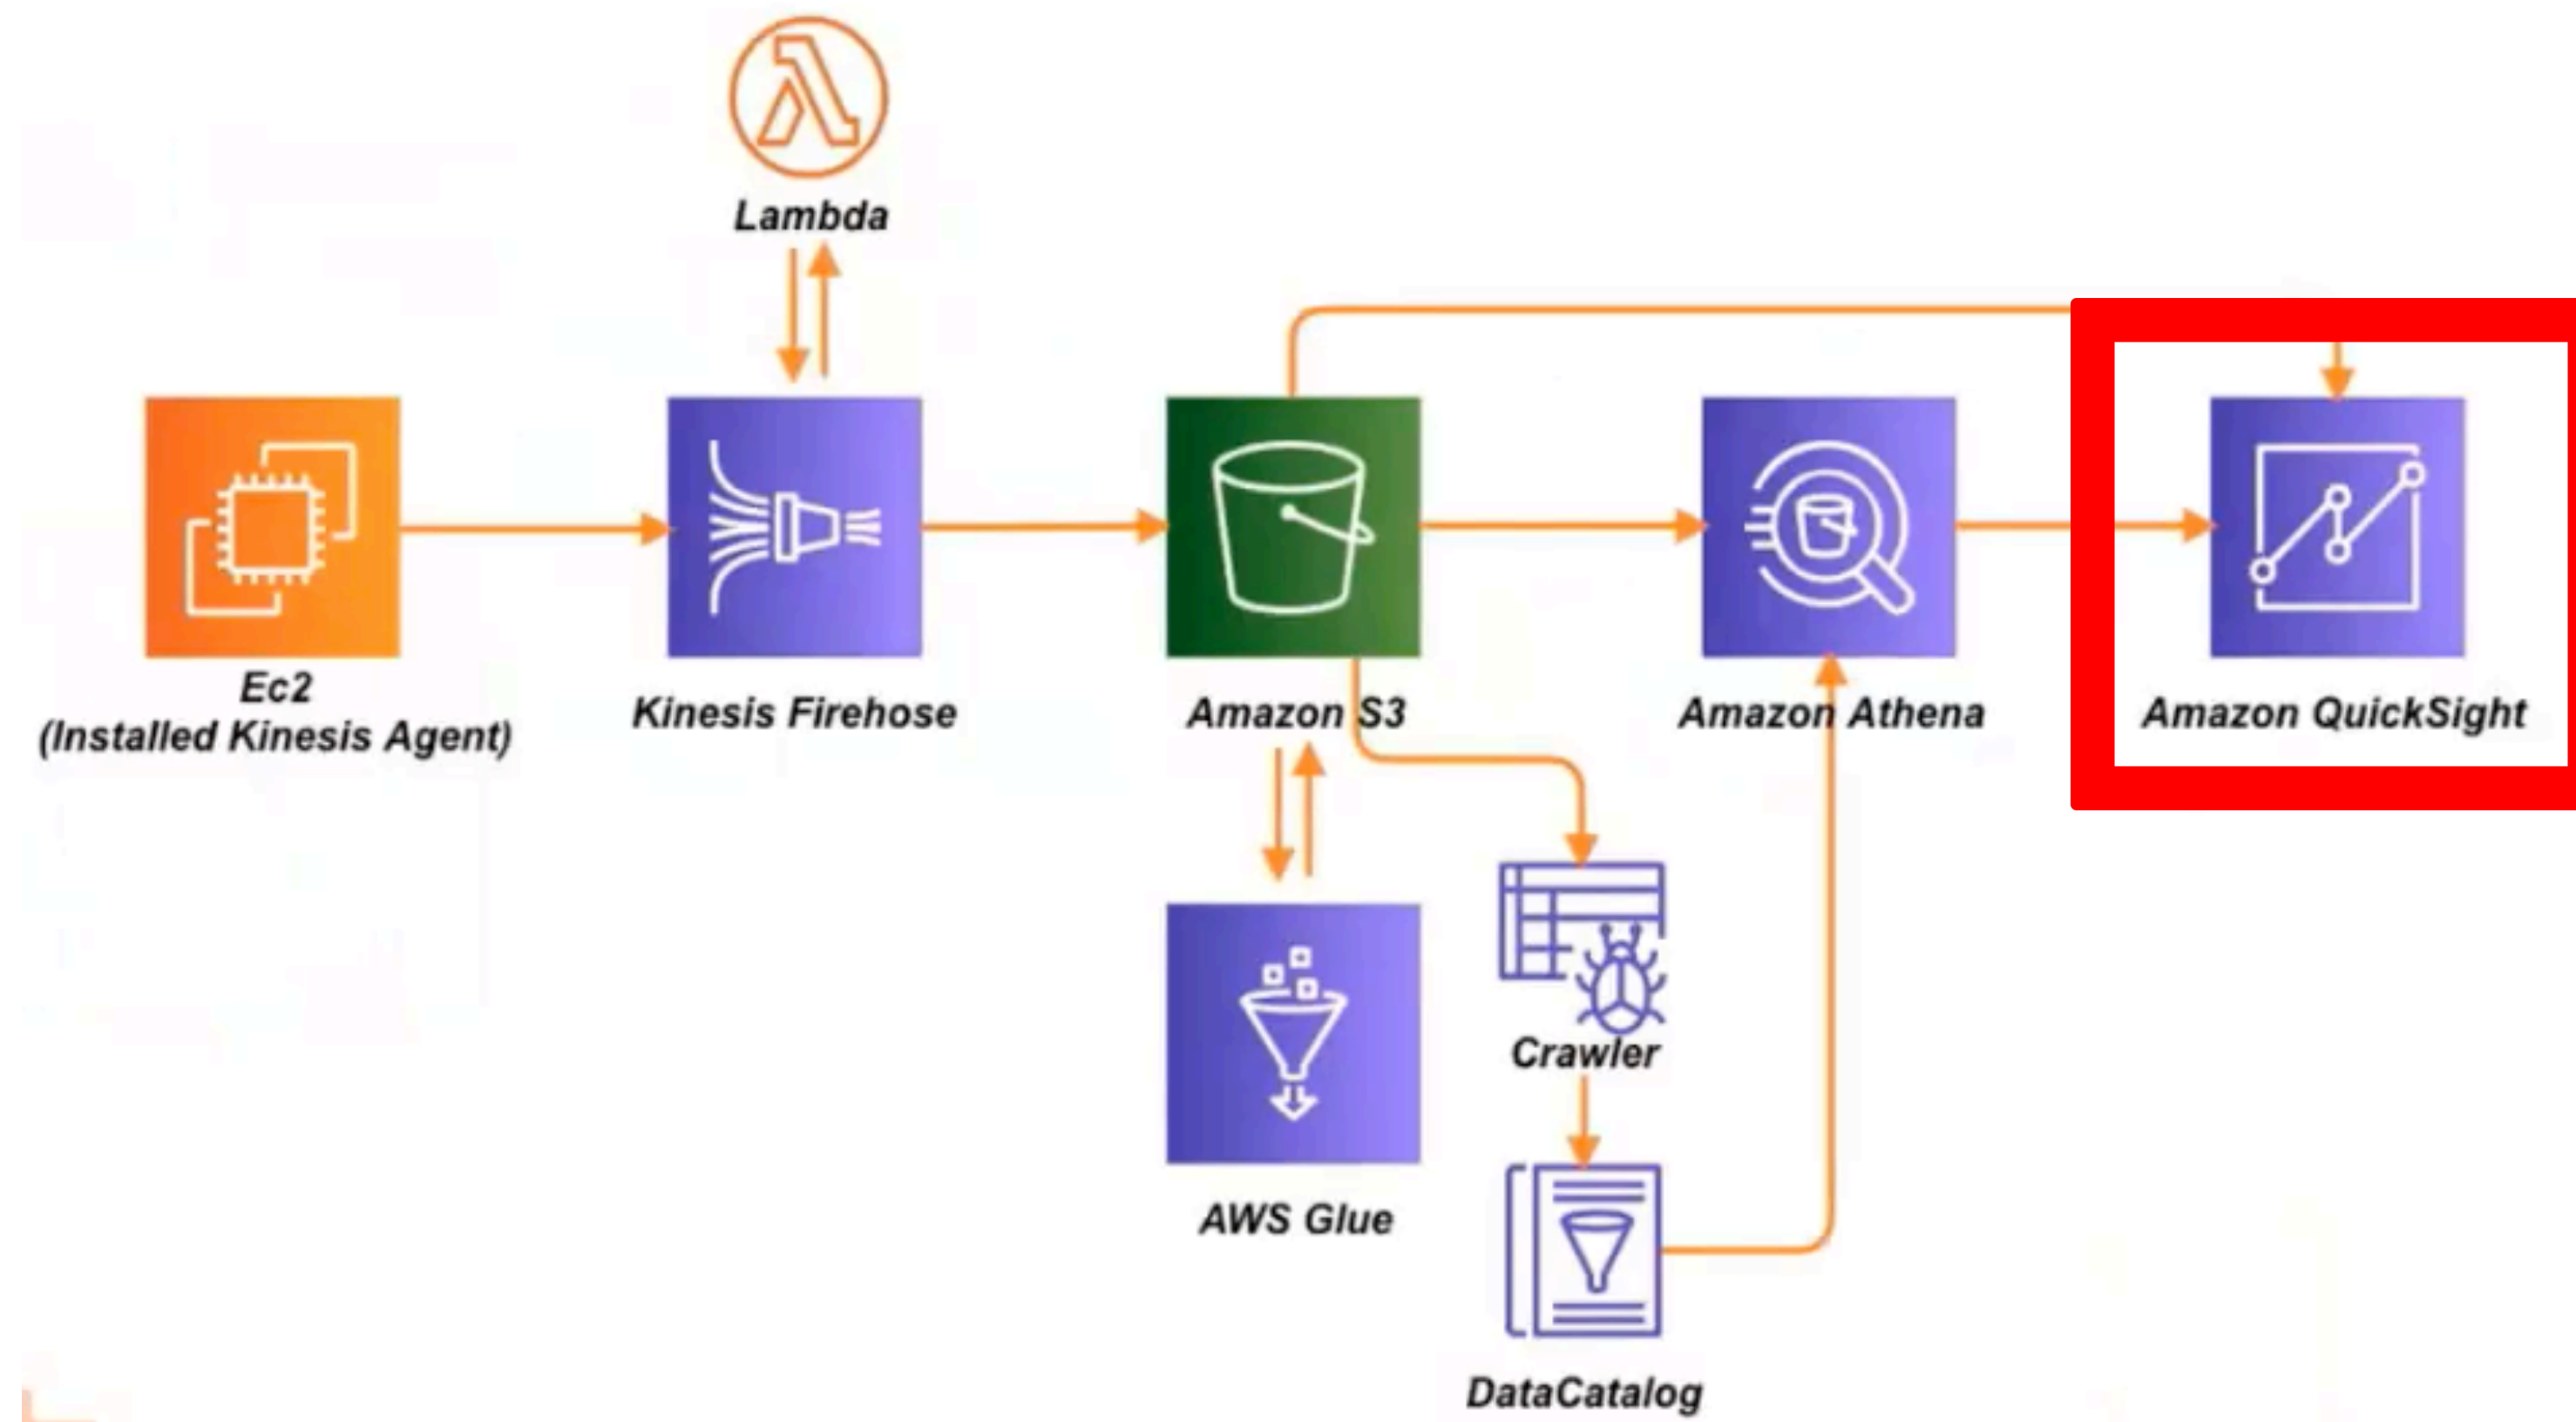 Lambda
Ec2
(Installed Kinesis Agent)
Kinesis Firehose
Amazon S3
Amazon Athena
Amazon QuickSight
Crawler
AWS Glue
DataCatalog